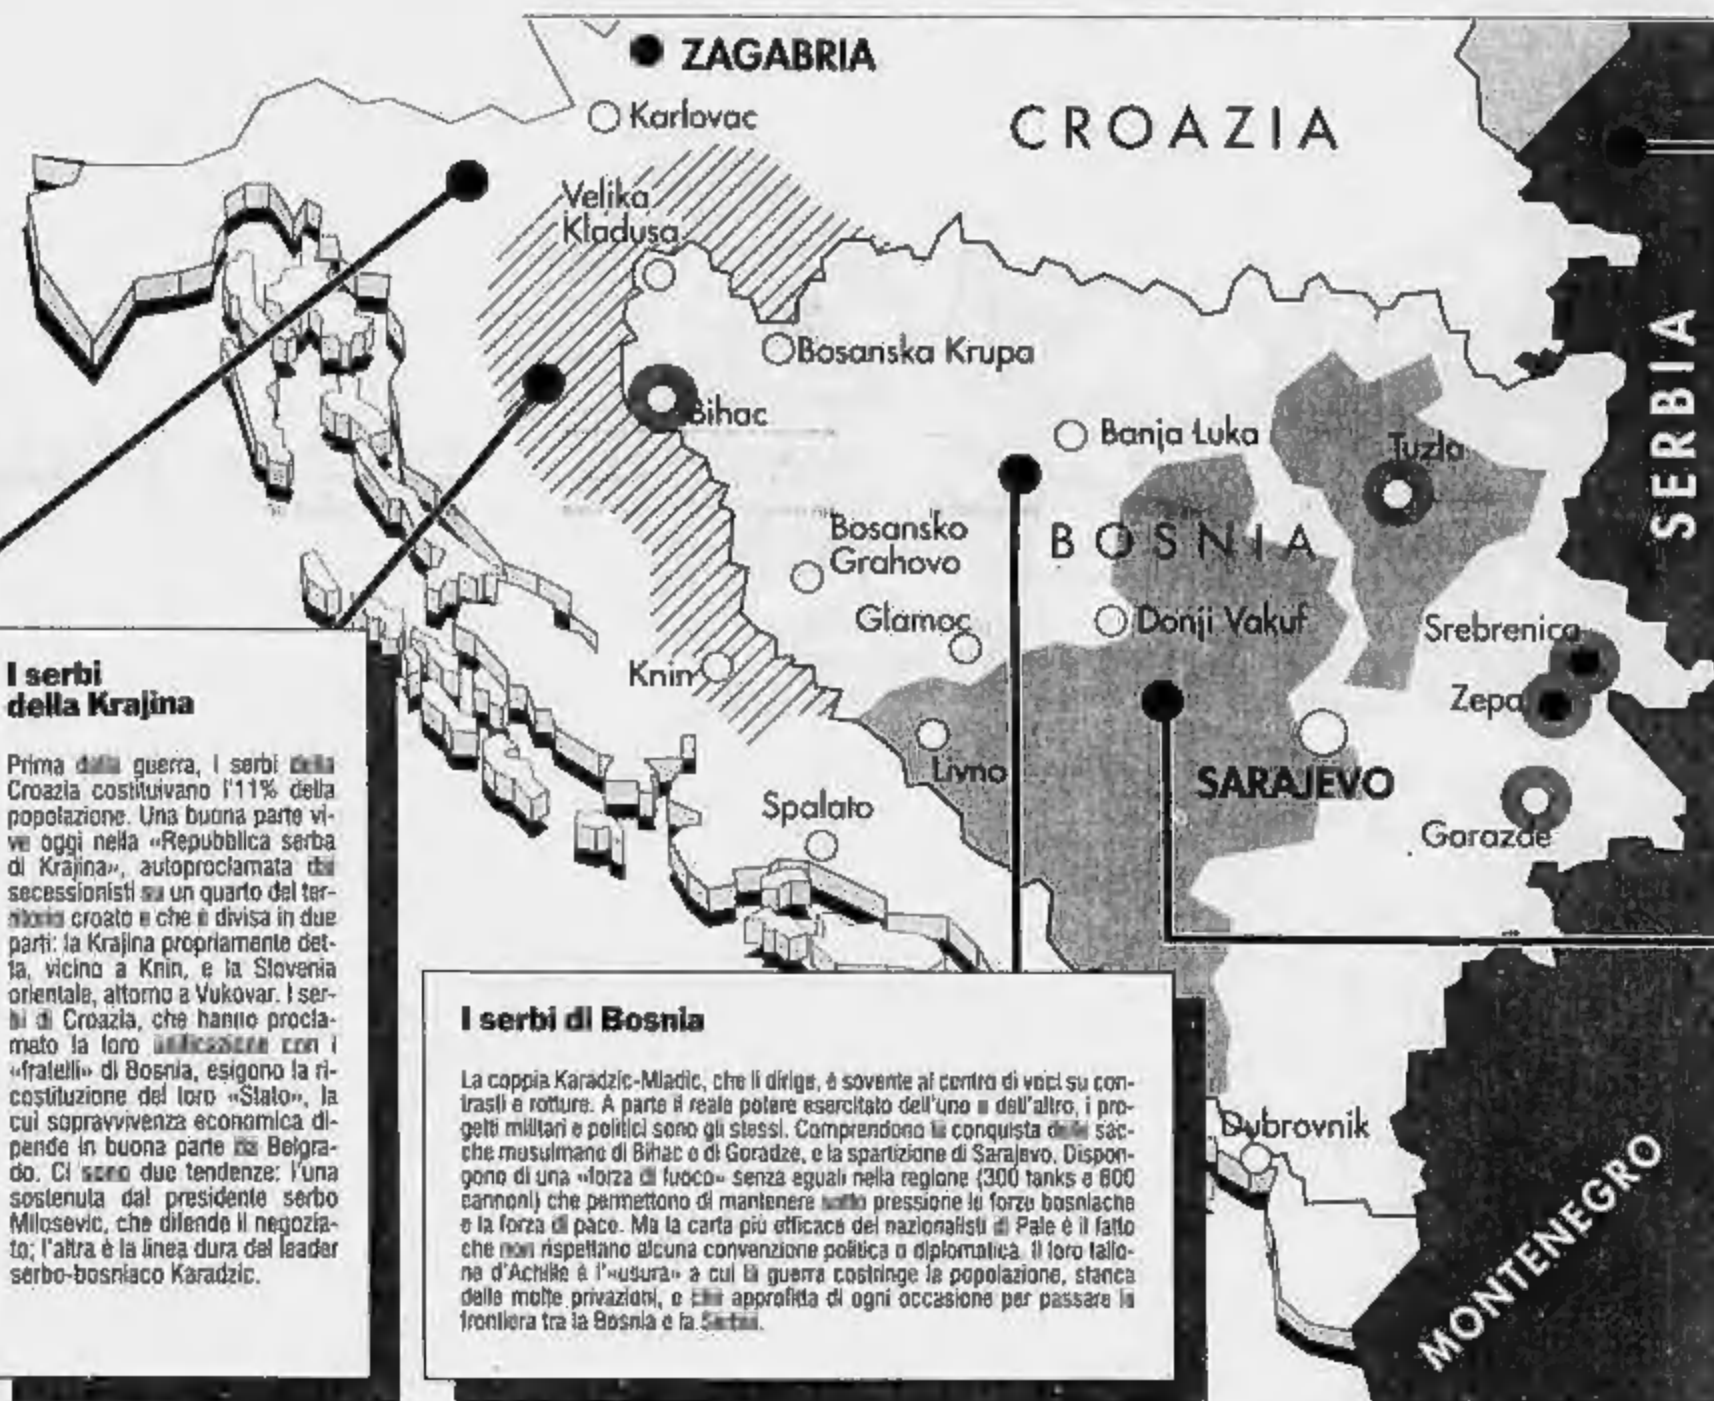 ZAGABRIA
Karlovac
CROAZIA
Velika
Kladusa
Bosanska Krupa
Bihac
Banja Luka
Tuzla
SERBIA
Bosansko
Grahovo
BOSNIA
Glamoc
Donji Vakuf
Srebrenica
Knin
Zepa
Livno
SARAJEVO
Spalato
Gorazde
Dubrovnik
MONTENEGRO
I serbi
della Krajina
Prima guerra, i serbi
Croazia costituivano l'11% della
popolazione. Una buona parte vi-
ve oggi nella «Repubblica serba
di Krajina», autoproclamata
secessionisti su un quarto del ter-
croato e che è divisa in due
parti: la Krajina propriamente det-
ta, vicino a Knin, e la Slovenia
orientale, attorno a Vukovar. I ser-
bi di Croazia, che hanno procla-
mato la loro unificazione con i
«fratelli» di Bosnia, esigono la ri-
costituzione del loro «Stato», la
cui sopravvivenza economica di-
pende in buona parte da Belgra-
do. Ci sono due tendenze: l'una
sostenuta dal presidente serbo
Milosevic, che difende il negozia-
to; l'altra è la linea dura del leader
serbo-bosniaco Karadzic.
I serbi di Bosnia
La coppia Karadzic-Mladic, che li dirige, è sovente al centro di voci su con-
trasti e rotture. A parte il reale potere esercitato dell'uno e dell'altro, i pro-
getti militari e politici sono gli stessi. Comprendono la conquista delle sac-
che musulmane di Bihac e di Goradze, e la spartizione di Sarajevo. Dispon-
gono di una «forza di fuoco» senza eguali nella regione (300 tanks e 600
cannoni) che permettono di mantenere sotto pressione le forze bosniache
e la forza di pace. Ma la carta più efficace dei nazionalisti di Pale è il fatto
che non rispettano alcuna convenzione politica o diplomatica. Il loro tallo-
ne d'Achille è l'«usura» a cui la guerra costringe la popolazione, stanca
delle molte privazioni, e che approfitta di ogni occasione per passare la
frontiera tra la Bosnia e la Serbia.